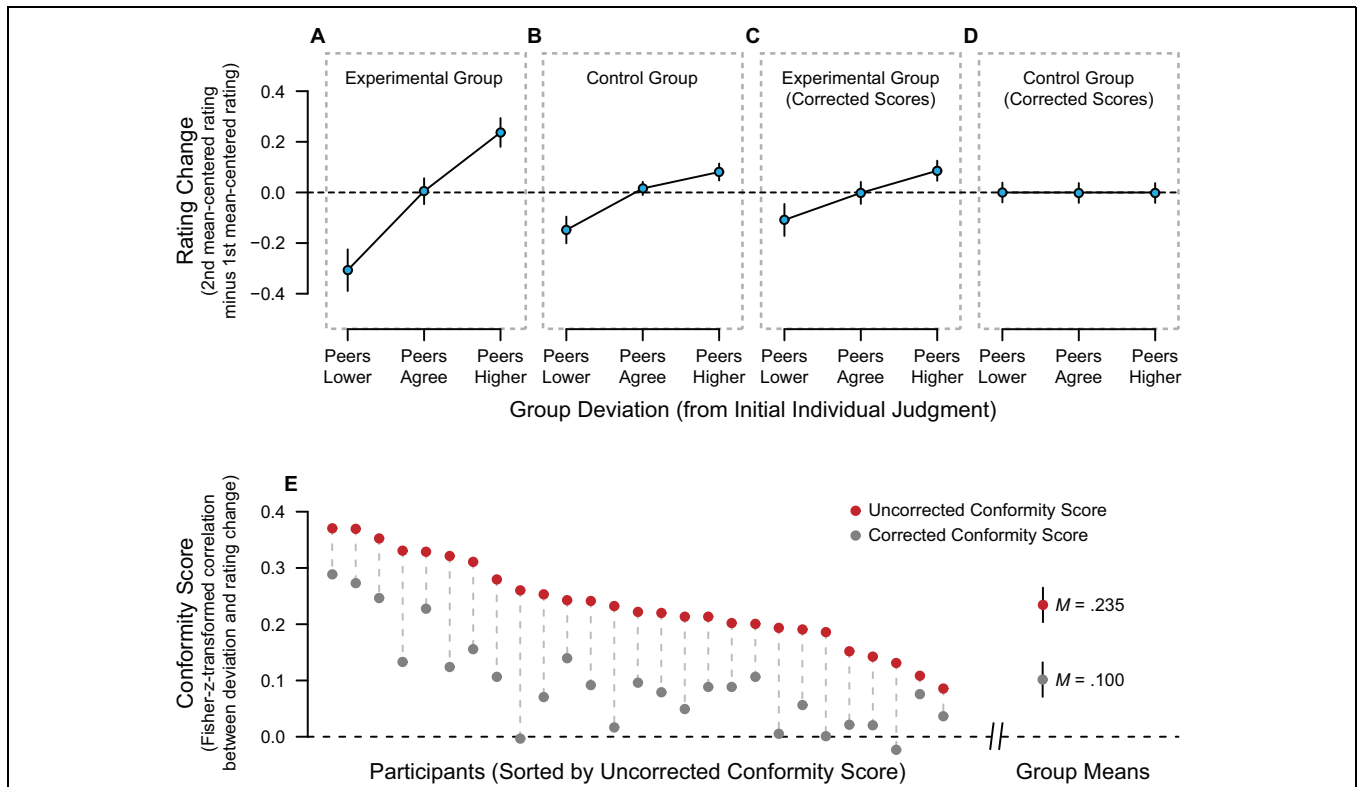 A
B
C
D
Experimental Group
Control Group
Experimental Group
(Corrected Scores)
Control Group
(Corrected Scores)
Rating Change
(2nd mean-centered rating
minus 1st mean-centered rating)
0.4
0.2
0.0
−0.2
−0.4
Peers Lower
Peers Agree
Peers Higher
Peers Lower
Peers Agree
Peers Higher
Peers Lower
Peers Agree
Peers Higher
Peers Lower
Peers Agree
Peers Higher
Group Deviation (from Initial Individual Judgment)
E
Conformity Score
(Fisher-z-transformed correlation
between deviation and rating change)
0.4
0.3
0.2
0.1
0.0
Uncorrected Conformity Score
Corrected Conformity Score
M = .235
M = .100
Participants (Sorted by Uncorrected Conformity Score)
Group Means